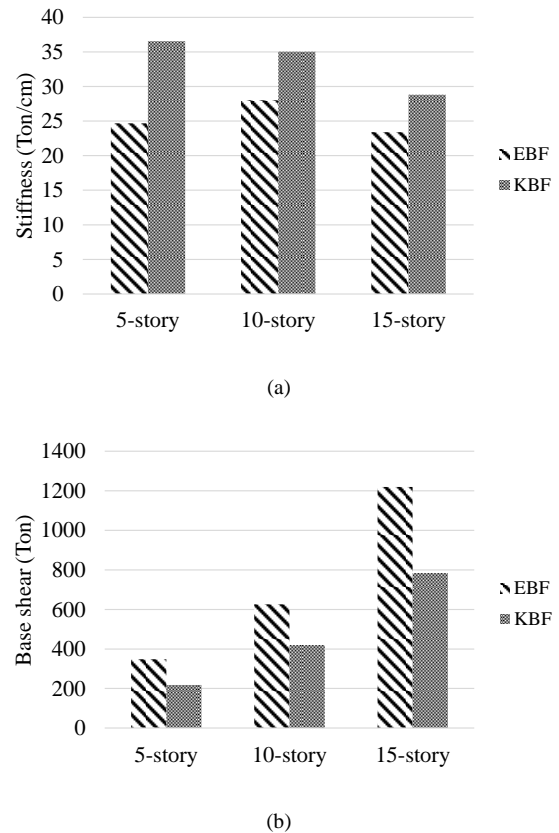 40
35
30
25
20
15
10
5
0
Stiffness (Ton/cm)
5-story 10-story 15-story
EBF
KBF
(a)
1400
1200
1000
800
600
400
200
0
Base shear (Ton)
5-story 10-story 15-story
EBF
KBF
(b)